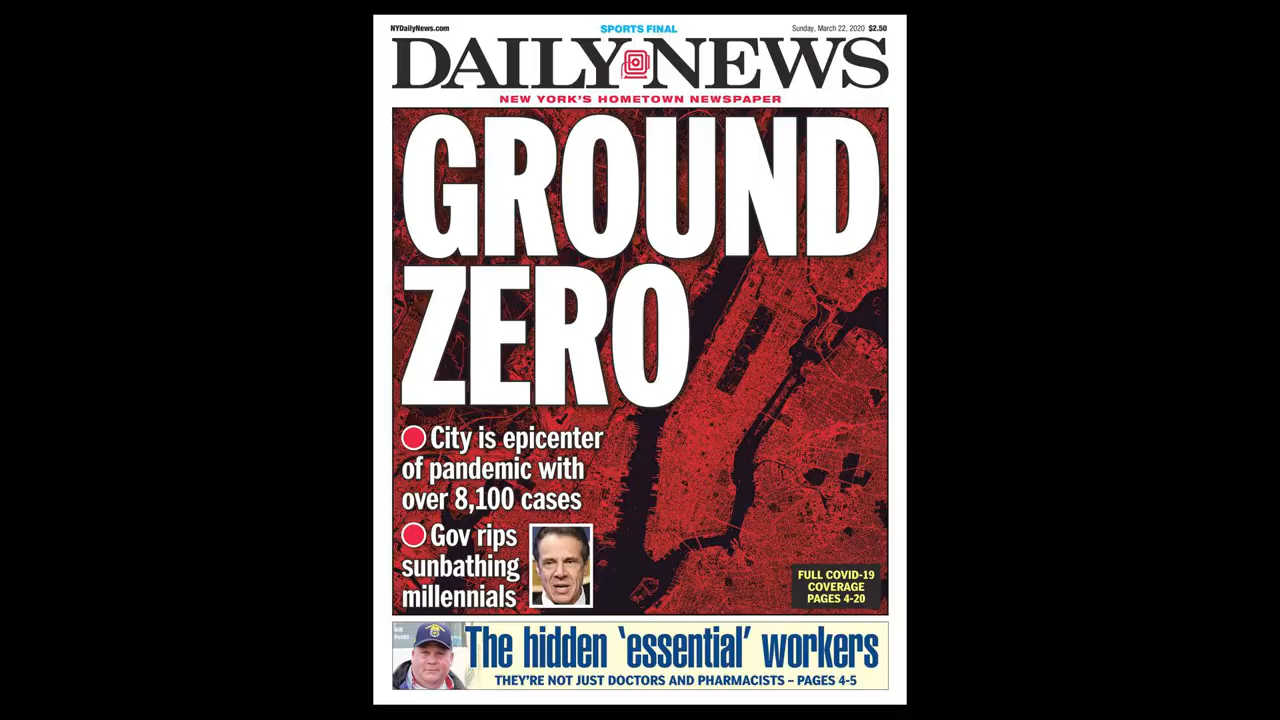 NYDailyNews.com
SPORTS FINAL
Sunday, March 22, 2020 $2.50
DAILY NEWS
NEW YORK'S HOMETOWN NEWSPAPER
GROUND
ZERO
City is epicenter
of pandemic with
over 8,100 cases
Gov rips
sunbathing
millennials
FULL COVID-19
COVERAGE
PAGES 4-20
The hidden 'essential' workers
THEY'RE NOT JUST DOCTORS AND PHARMACISTS – PAGES 4-5